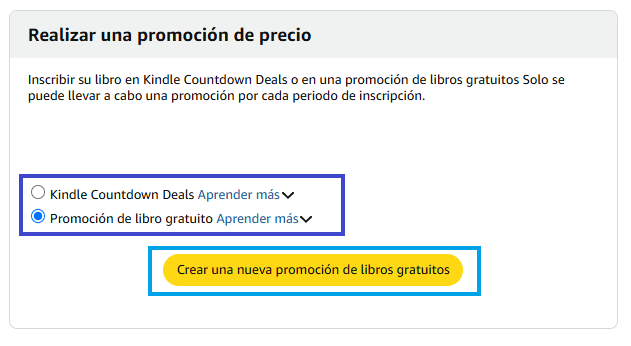 Realizar una promoción de precio
Inscribir su libro en Kindle Countdown Deals o en una promoción de libros gratuitos Solo se
puede llevar a cabo una promoción por cada periodo de inscripción.
Kindle Countdown Deals Aprender más
Promoción de libro gratuito Aprender más
Crear una nueva promoción de libros gratuitos